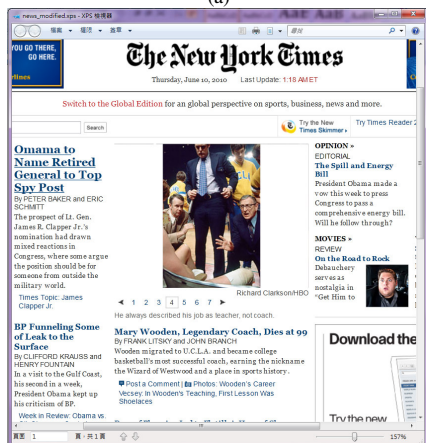 (a)
news_modified.xps - XPS 檢視器
檔案 權限 簽章
尋找
YOU GO THERE,
GO HERE.
The New York Times
Thursday, June 10, 2010 Last Update: 1:18 AM ET
Switch to the Global Edition for an global perspective on sports, business, news and more.
Search
Try the New
Times Skimmer
Try Times Reader 2
Omama to
Name Retired
General to Top
Spy Post
By PETER BAKER and ERIC
SCHMITT
The prospect of Lt. Gen.
James R. Clapper Jr.'s
nomination had drawn
mixed reactions in
Congress, where some argue
the position should be for
someone from outside the
military world.
Times Topic: James
Clapper Jr.
BP Funneling Some
of Leak to the
Surface
By CLIFFORD KRAUSS and
HENRY FOUNTAIN
In a visit to the Gulf Coast,
his second in a week,
President Obama kept up
his criticism of BP.
Week in Review: Obama vs.
Richard Clarkson/HBO
1 2 3 4 5 6 7
He always described his job as teacher, not coach.
Mary Wooden, Legendary Coach, Dies at 99
By FRANK LITSKY and JOHN BRANCH
Wooden migrated to U.C.L.A. and became college
basketball's most successful coach, earning the nickname
the Wizard of Westwood and a place in sports history.
Post a Comment | Photos: Wooden's Career
Vecsey: In Wooden's Teaching, First Lesson Was
Shoelaces
OPINION »
EDITORIAL
The Spill and Energy
Bill
President Obama made a
vow this week to press
Congress to pass a
comprehensive energy bill.
Will he follow through?
MOVIES »
REVIEW
On the Road to Rock
Debauchery
serves as
nostalgia in
"Get Him to
Download the
Try the new
頁面 1 頁，共 1 頁
157%